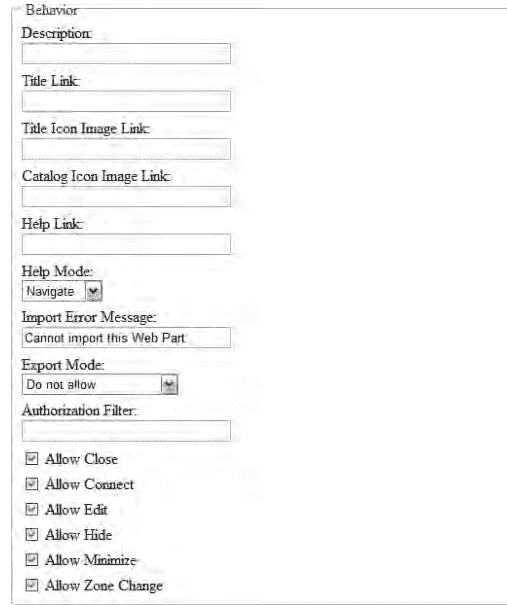 Behavior
Description:
Title Link:
Title Icon Image Link:
Catalog Icon Image Link:
Help Link:
Help Mode:
Navigate
Import Error Message:
Cannot import this Web Part.
Export Mode:
Do not allow
Authorization Filter:
Allow Close
Allow Connect
Allow Edit
Allow Hide
Allow Minimize
Allow Zone Change